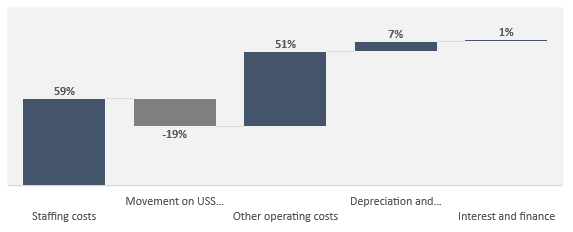 59%
-19%
51%
7%
1%
Staffing costs
Movement on USS...
Other operating costs
Depreciation and...
Interest and finance